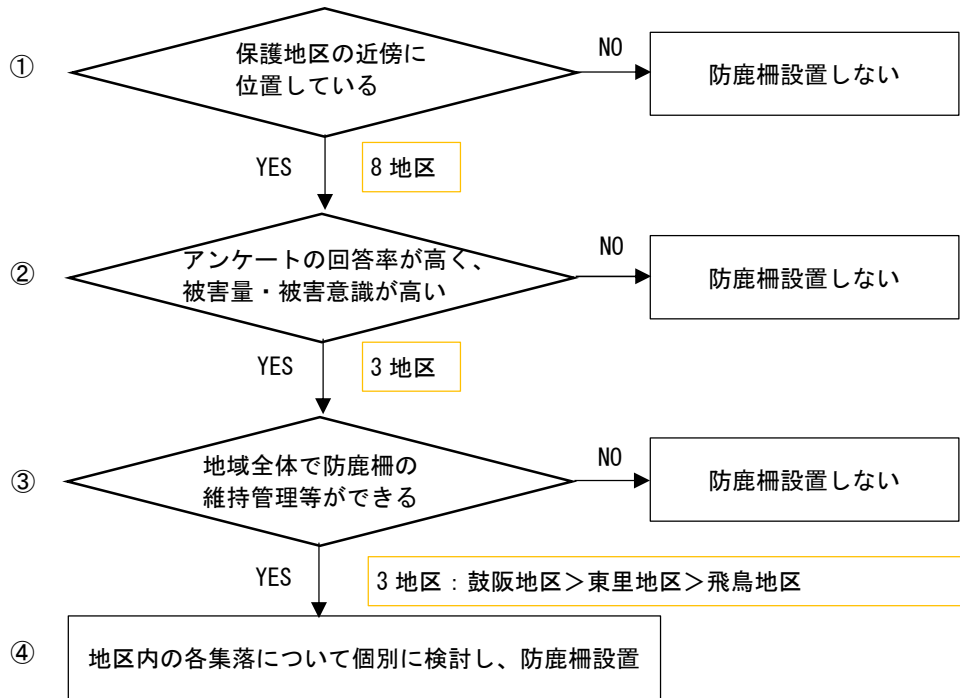 ①
保護地区の近傍に
位置している
NO
防鹿柵設置しない
YES
8 地区
②
アンケートの回答率が高く、
被害量・被害意識が高い
NO
防鹿柵設置しない
YES
3 地区
③
地域全体で防鹿柵の
維持管理等ができる
NO
防鹿柵設置しない
YES
3 地区：鼓阪地区＞東里地区＞飛鳥地区
④
地区内の各集落について個別に検討し、防鹿柵設置